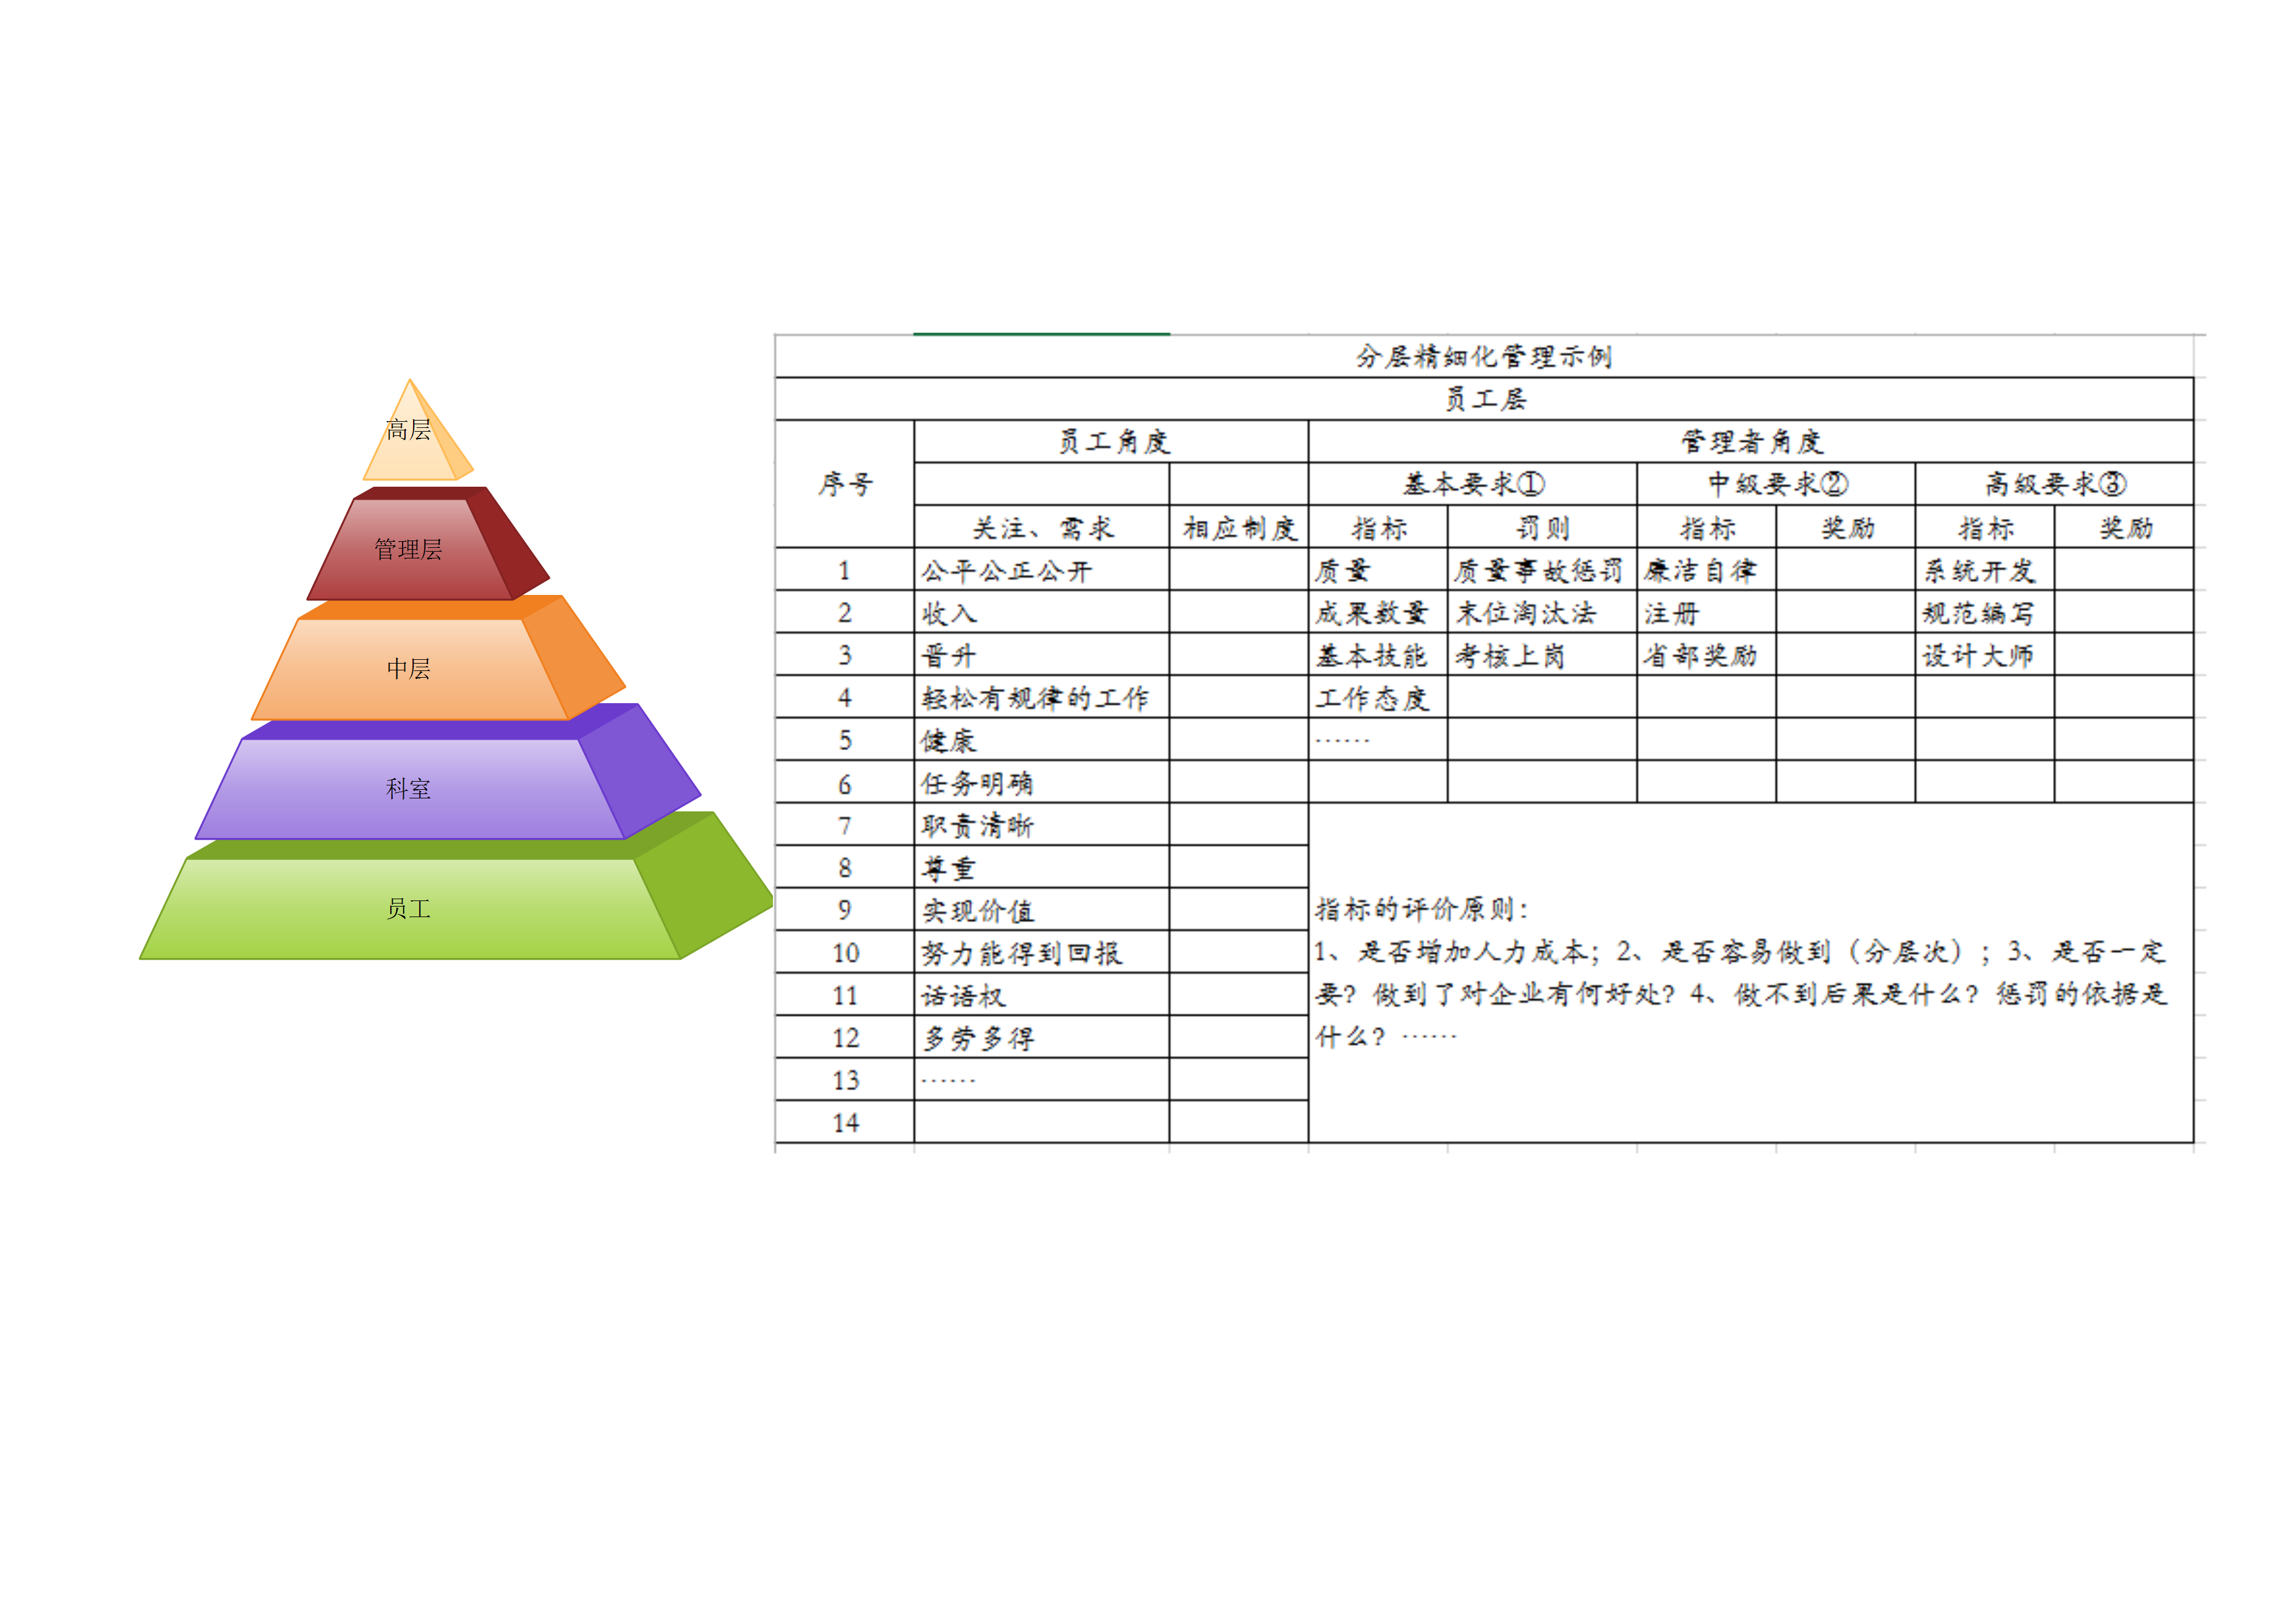 高层
管理层
中层
科室
员工
分层精细化管理示例
员工层
序号 员工角度 管理者角度
基本要求① 中级要求② 高级要求③
关注、需求 相应制度 指标 罚则 指标 奖励 指标 奖励
1 公平公正公开 质量 质量事故惩罚 廉洁自律 系统开发
2 收入 成果数量 末位淘汰法 注册 规范编写
3 晋升 基本技能 考核上岗 省部奖励 设计大师
4 轻松有规律的工作 工作态度
5 健康 ……
6 任务明确
7 职责清晰
8 尊重
9 实现价值
10 努力能得到回报
11 话语权
12 多劳多得
13 ……
14
指标的评价原则：
1、是否增加人力成本；2、是否容易做到（分层次）；3、是否一定
要？做到了对企业有何好处？4、做不到后果是什么？惩罚的依据是
什么？……